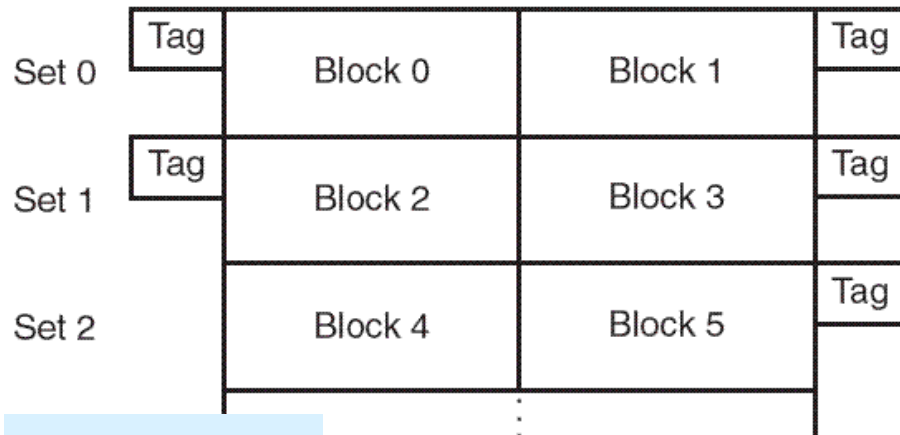 Tag Tag
Set 0 Block 0 Block 1
Tag Tag
Set 1 Block 2 Block 3
Tag
Set 2 Block 4 Block 5